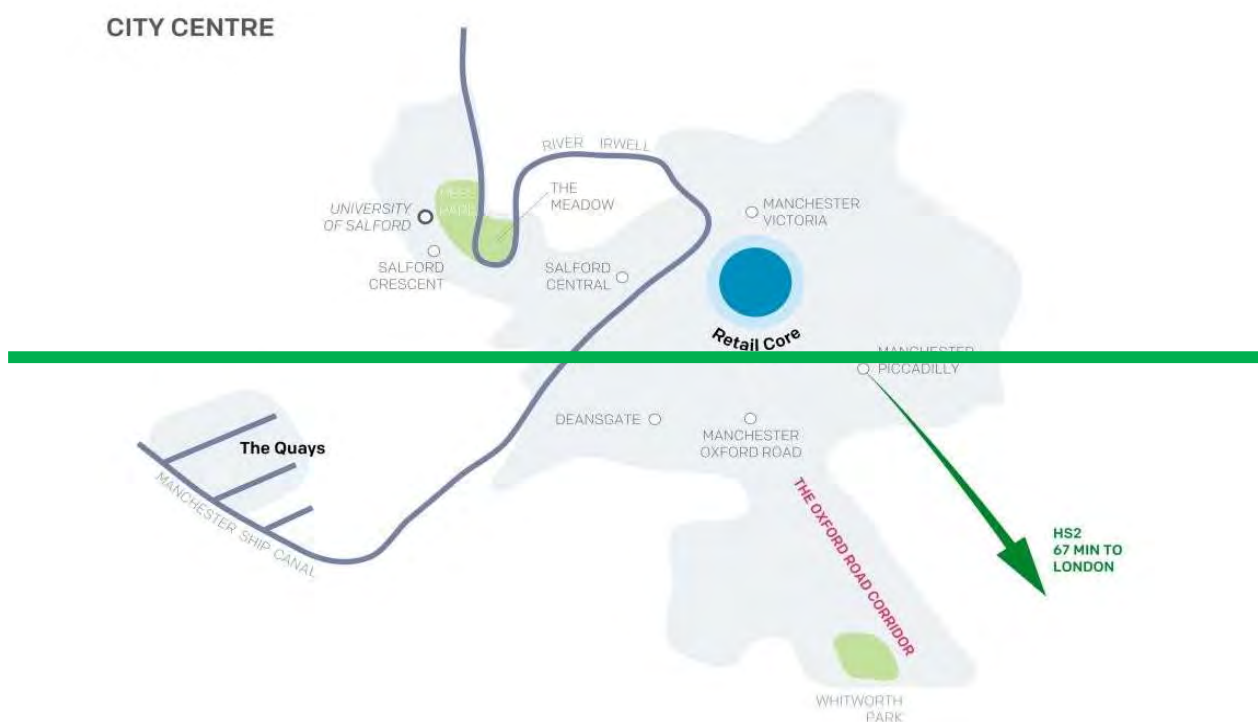 CITY CENTRE
RIVER IRWELL
THE
MEADOW
PEEL
PARK
UNIVERSITY
OF SALFORD
MANCHESTER
VICTORIA
SALFORD
CRESCENT
SALFORD
CENTRAL
Retail Core
MANCHESTER
PICCADILLY
DEANSGATE
MANCHESTER
OXFORD ROAD
The Quays
MANCHESTER SHIP CANAL
THE OXFORD ROAD CORRIDOR
HS2
67 MIN TO
LONDON
WHITWORTH
PARK